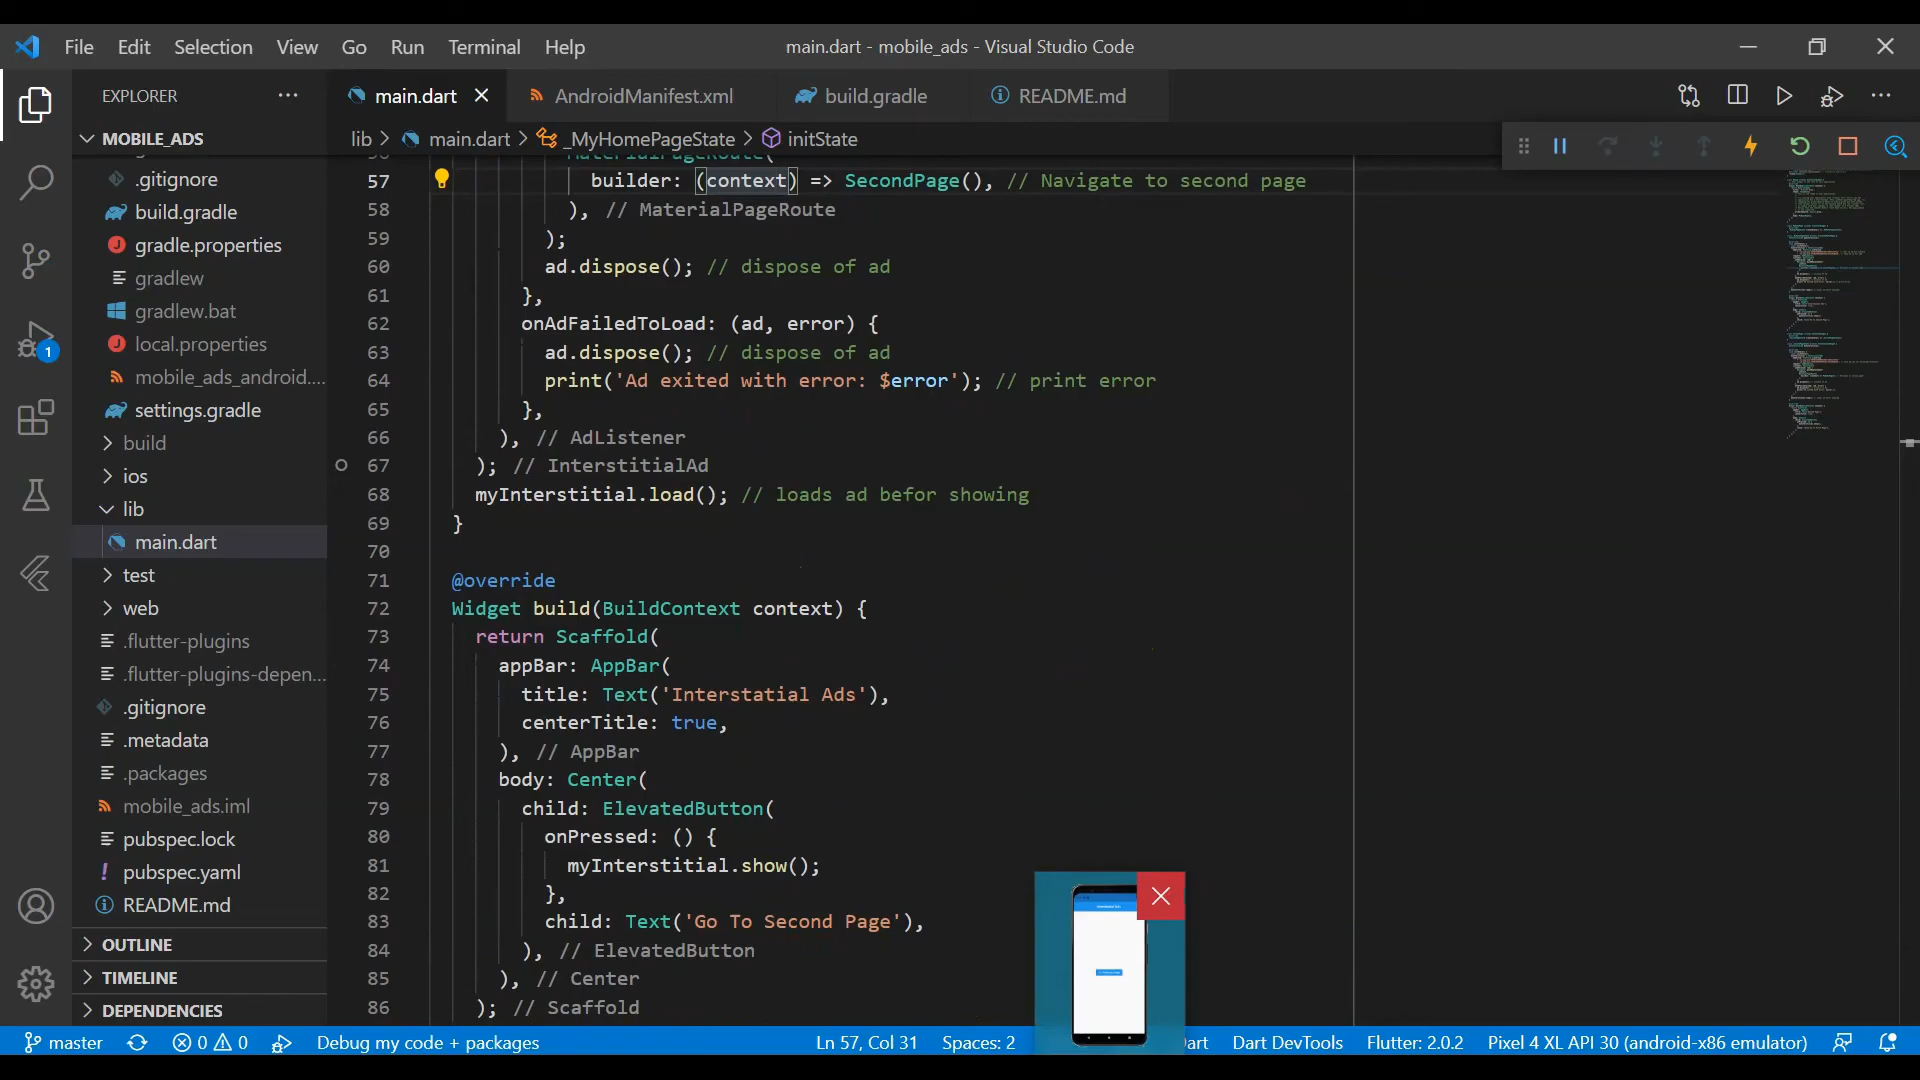 File Edit Selection View Go Run Terminal Help
main.dart - mobile_ads - Visual Studio Code
EXPLORER
main.dart
AndroidManifest.xml
build.gradle
README.md
MOBILE_ADS
lib > main.dart > _MyHomePageState > initState
.gitignore
build.gradle
gradle.properties
gradlew
gradlew.bat
local.properties
mobile_ads_android....
settings.gradle
build
ios
lib
main.dart
test
web
.flutter-plugins
.flutter-plugins-depen...
.gitignore
.metadata
.packages
mobile_ads.iml
pubspec.lock
pubspec.yaml
README.md
OUTLINE
TIMELINE
DEPENDENCIES
MaterialPageRoute(
57 builder: (context) => SecondPage(), // Navigate to second page
58 ), // MaterialPageRoute
59 );
60 ad.dispose(); // dispose of ad
61 },
62 onAdFailedToLoad: (ad, error) {
63 ad.dispose(); // dispose of ad
64 print('Ad exited with error: $error'); // print error
65 },
66 ), // AdListener
67 ); // InterstitialAd
68 myInterstitial.load(); // loads ad befor showing
69 }
70
71 @override
72 Widget build(BuildContext context) {
73 return Scaffold(
74 appBar: AppBar(
75 title: Text('Interstatial Ads'),
76 centerTitle: true,
77 ), // AppBar
78 body: Center(
79 child: ElevatedButton(
80 onPressed: () {
81 myInterstitial.show();
82 },
83 child: Text('Go To Second Page'),
84 ), // ElevatedButton
85 ), // Center
86 ); // Scaffold
1
master
0 0
Debug my code + packages
Ln 57, Col 31
Spaces: 2
Dart DevTools
Flutter: 2.0.2
Pixel 4 XL API 30 (android-x86 emulator)